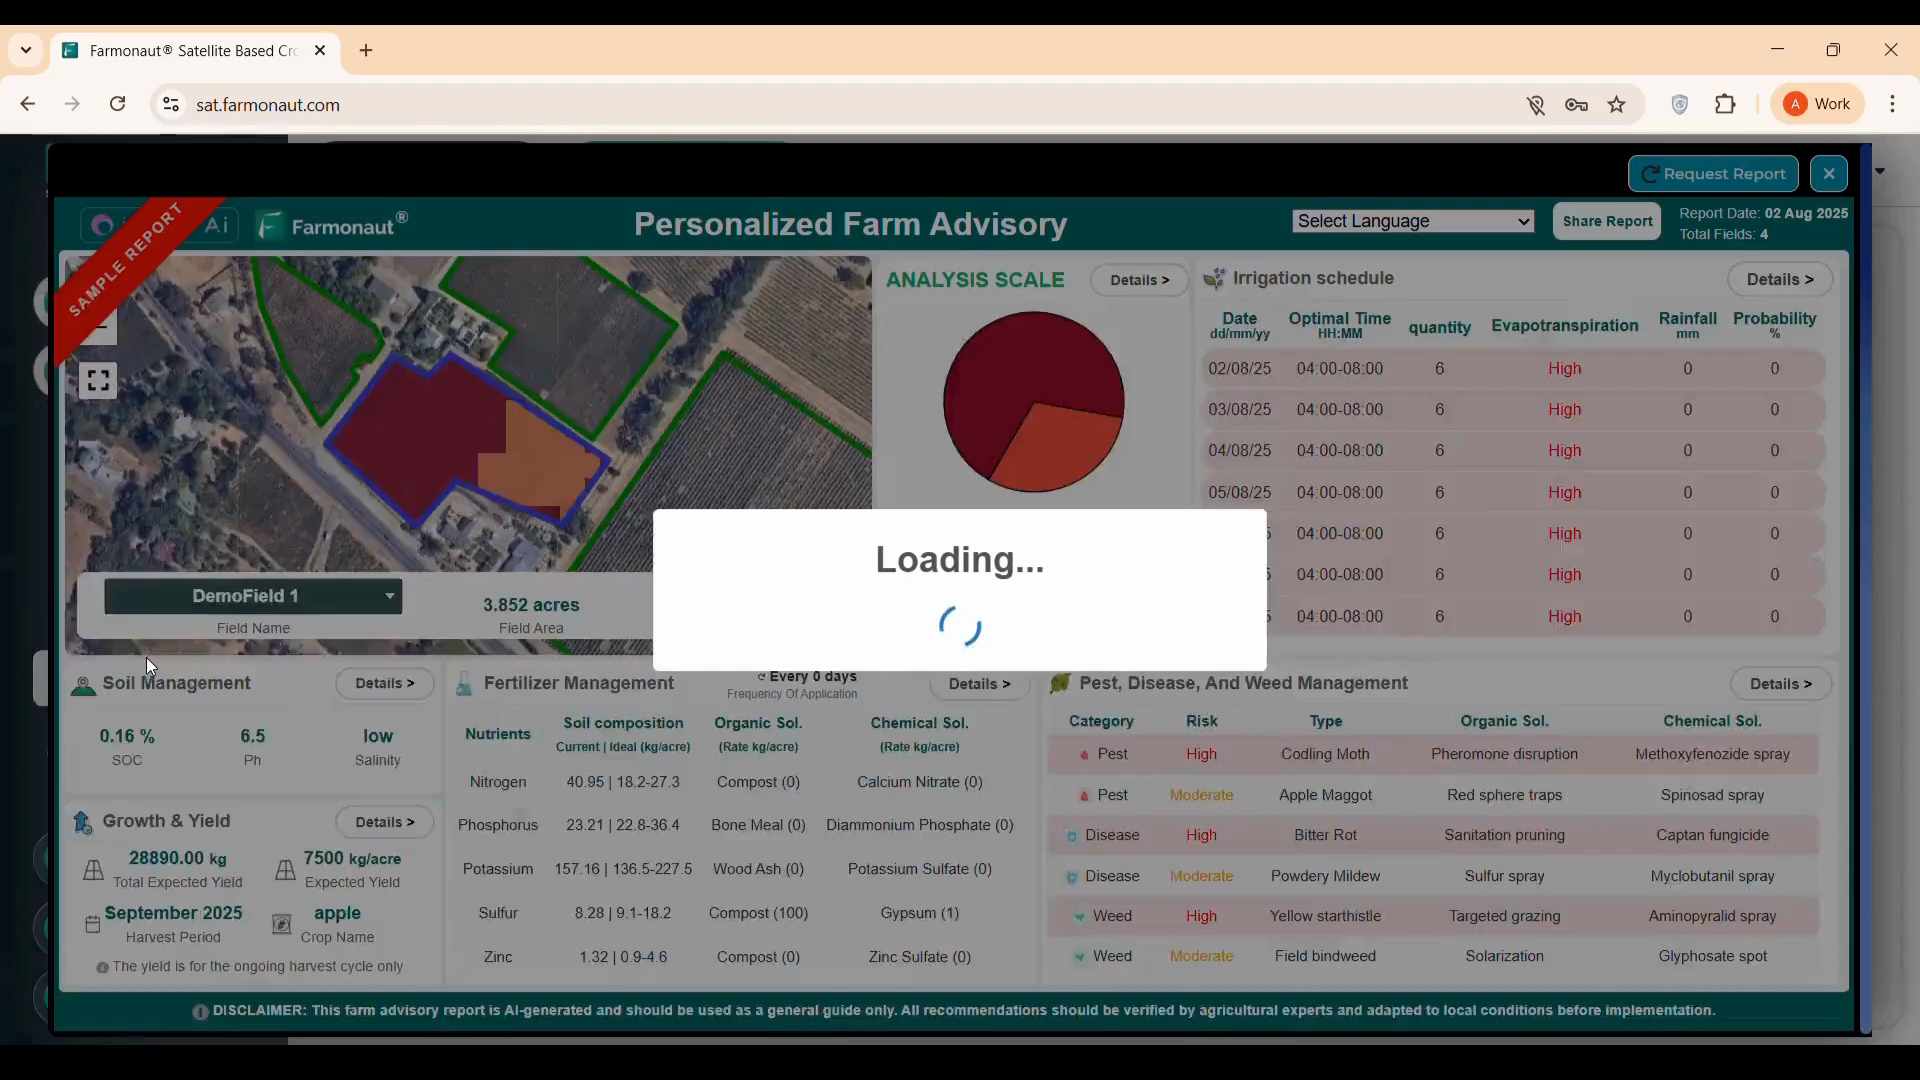 Farmonaut® Satellite Based Cr
sat.farmonaut.com
A Work
Request Report
SAMPLE REPORT
Ai
Farmonaut®
Personalized Farm Advisory
Select Language
Share Report
Report Date: 02 Aug 2025
Total Fields: 4
ANALYSIS SCALE
Details >
Irrigation schedule
Details >
Date Optimal Time quantity Evapotranspiration Rainfall Probability
dd/mm/yy HH:MM mm %
02/08/25 04:00-08:00 6 High 0 0
03/08/25 04:00-08:00 6 High 0 0
04/08/25 04:00-08:00 6 High 0 0
05/08/25 04:00-08:00 6 High 0 0
04:00-08:00 6 High 0 0
04:00-08:00 6 High 0 0
04:00-08:00 6 High 0 0
Loading...
DemoField 1
Field Name
3.852 acres
Field Area
Soil Management
Details >
0.16 % 6.5 low
SOC Ph Salinity
Growth & Yield
Details >
28890.00 kg
Total Expected Yield
7500 kg/acre
Expected Yield
September 2025
Harvest Period
apple
Crop Name
The yield is for the ongoing harvest cycle only
Fertilizer Management
Every 0 days
Frequency Of Application
Details >
Nutrients Soil composition Organic Sol. Chemical Sol.
Current | Ideal (kg/acre) (Rate kg/acre) (Rate kg/acre)
Nitrogen 40.95 | 18.2-27.3 Compost (0) Calcium Nitrate (0)
Phosphorus 23.21 | 22.8-36.4 Bone Meal (0) Diammonium Phosphate (0)
Potassium 157.16 | 136.5-227.5 Wood Ash (0) Potassium Sulfate (0)
Sulfur 8.28 | 9.1-18.2 Compost (100) Gypsum (1)
Zinc 1.32 | 0.9-4.6 Compost (0) Zinc Sulfate (0)
Pest, Disease, And Weed Management
Details >
Category Risk Type Organic Sol. Chemical Sol.
Pest High Codling Moth Pheromone disruption Methoxyfenozide spray
Pest Moderate Apple Maggot Red sphere traps Spinosad spray
Disease High Bitter Rot Sanitation pruning Captan fungicide
Disease Moderate Powdery Mildew Sulfur spray Myclobutanil spray
Weed High Yellow starthistle Targeted grazing Aminopyralid spray
Weed Moderate Field bindweed Solarization Glyphosate spot
DISCLAIMER: This farm advisory report is AI-generated and should be used as a general guide only. All recommendations should be verified by agricultural experts and adapted to local conditions before implementation.